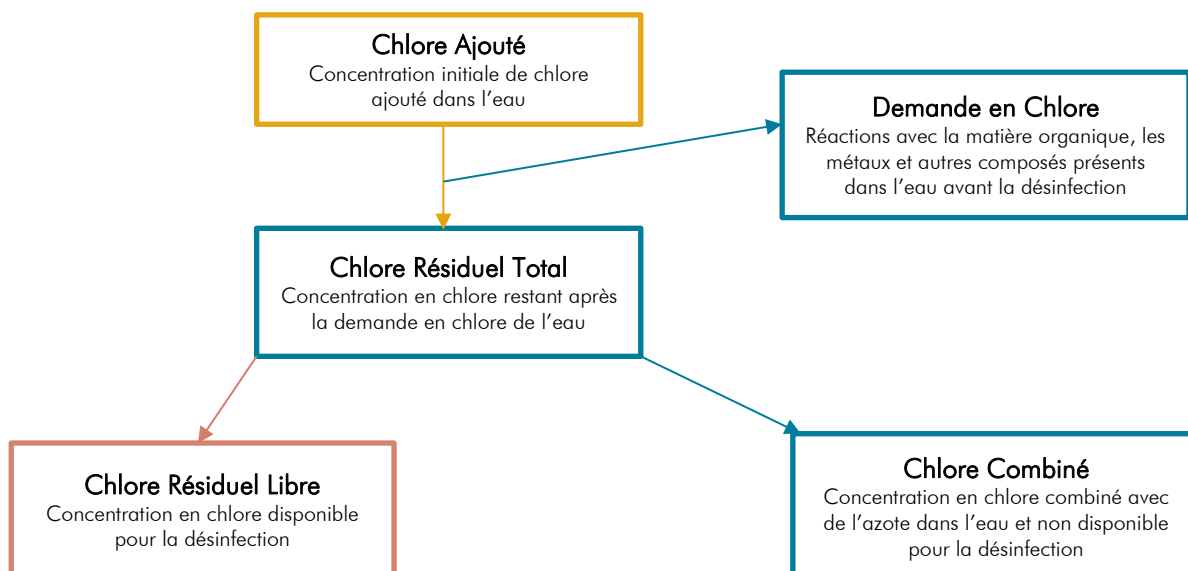 Chlore Ajouté
Concentration initiale de chlore
ajouté dans l’eau
Demande en Chlore
Réactions avec la matière organique, les
métaux et autres composés présents
dans l’eau avant la désinfection
Chlore Résiduel Total
Concentration en chlore restant après
la demande en chlore de l’eau
Chlore Résiduel Libre
Concentration en chlore disponible
pour la désinfection
Chlore Combiné
Concentration en chlore combiné avec
de l’azote dans l’eau et non disponible
pour la désinfection